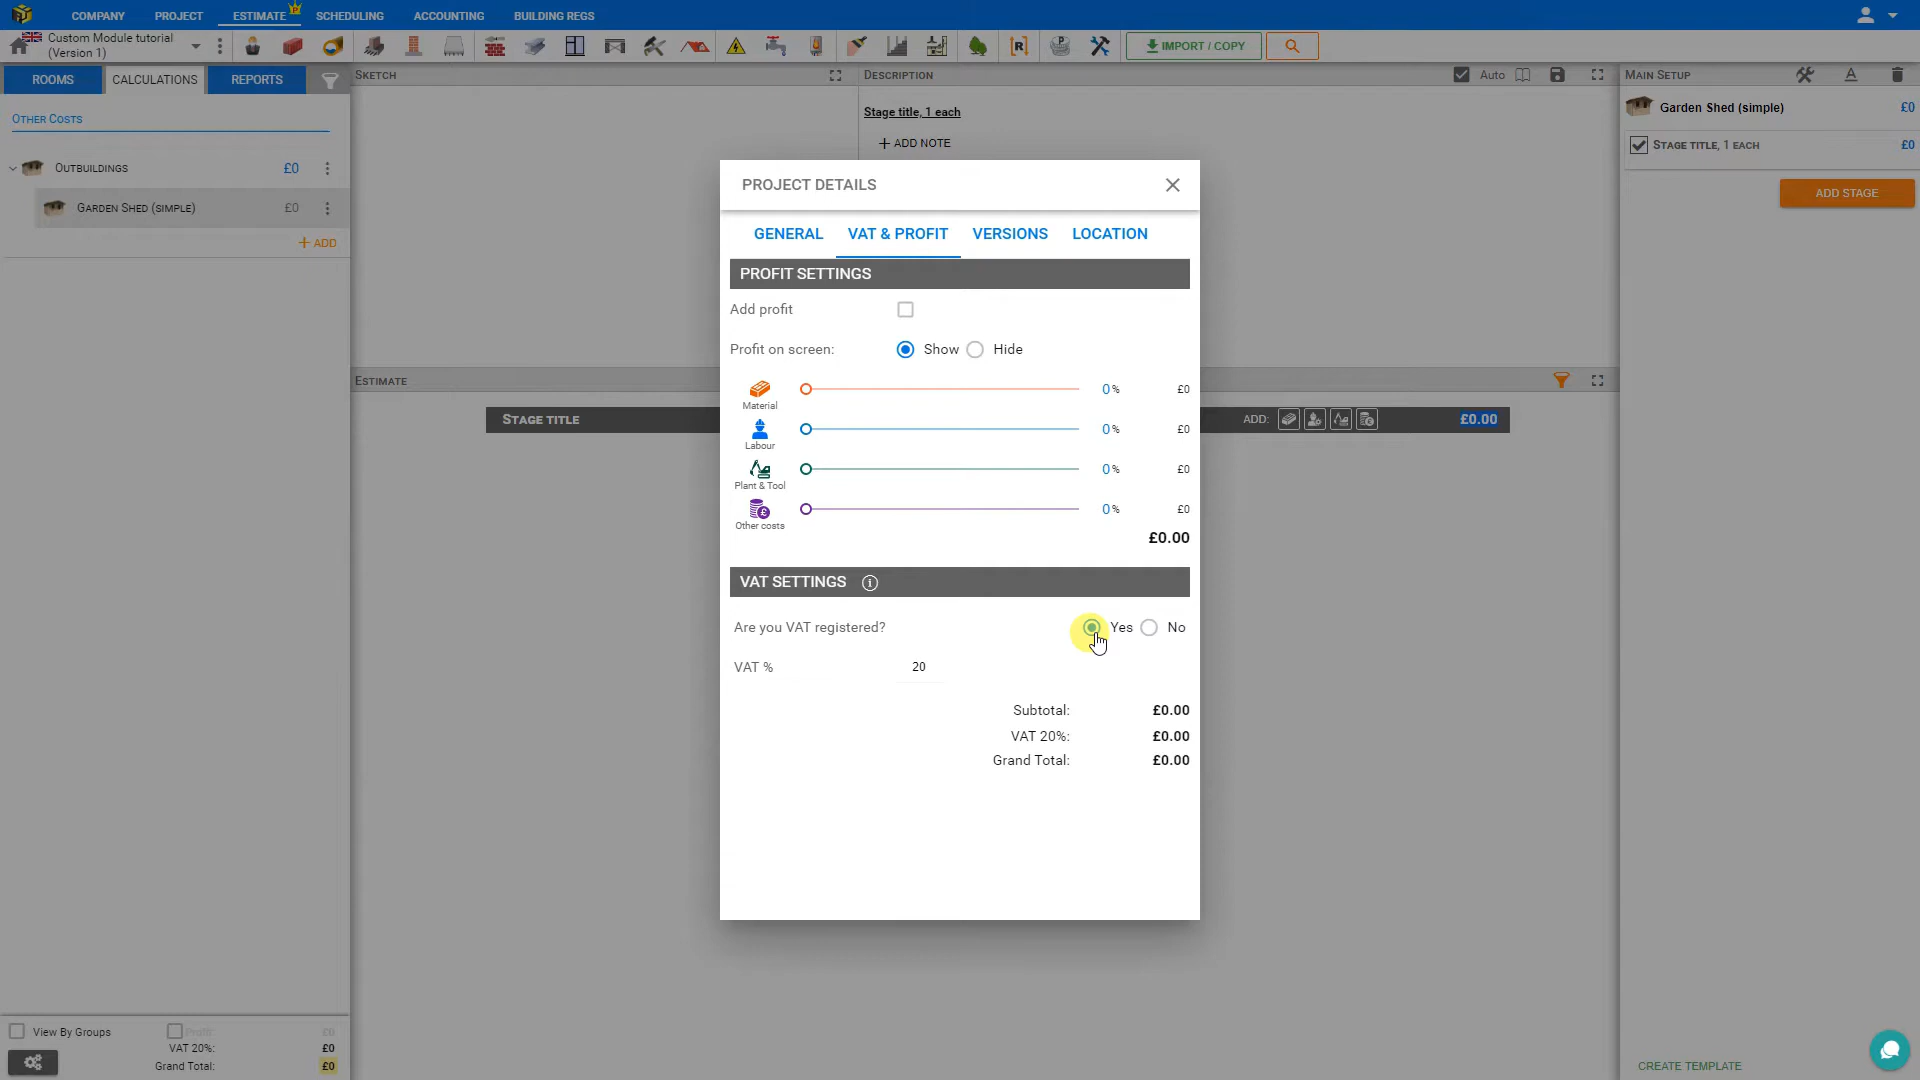 COMPANY
PROJECT
ESTIMATE
SCHEDULING
ACCOUNTING
BUILDING REGS
Custom Module tutorial
(Version 1)
IMPORT / COPY
ROOMS
CALCULATIONS
REPORTS
SKETCH
DESCRIPTION
Auto
MAIN SETUP
OTHER COSTS
OUTBUILDINGS
£0
GARDEN SHED (SIMPLE)
£0
+ ADD
Stage title, 1 each
+ ADD NOTE
Garden Shed (simple)
£0
STAGE TITLE, 1 EACH
£0
ADD STAGE
ESTIMATE
STAGE TITLE
ADD:
£0.00
PROJECT DETAILS
GENERAL
VAT & PROFIT
VERSIONS
LOCATION
PROFIT SETTINGS
Add profit
Profit on screen:
Show
Hide
Material
0 %
£0
Labour
0 %
£0
Plant & Tool
0 %
£0
Other costs
0 %
£0
£0.00
VAT SETTINGS
Are you VAT registered?
Yes
No
VAT %
20
Subtotal:
£0.00
VAT 20%:
£0.00
Grand Total:
£0.00
View By Groups
Profit:
£0
VAT 20%:
£0
Grand Total:
£0
CREATE TEMPLATE